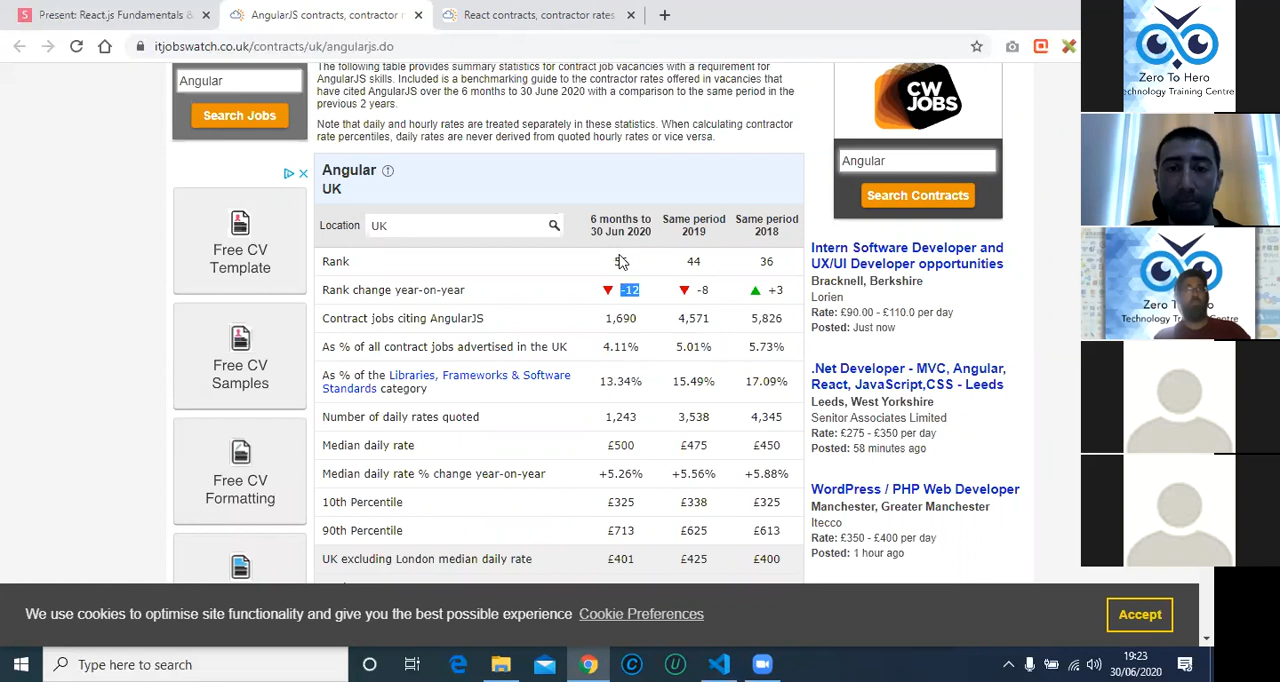 Present: React.js Fundamentals &
AngularJS contracts, contractor r
React contracts, contractor rates
itjobswatch.co.uk/contracts/uk/angularjs.do
The following table provides summary statistics for contract job vacancies with a requirement for
AngularJS skills. Included is a benchmarking guide to the contractor rates offered in vacancies that
have cited AngularJS over the 6 months to 30 June 2020 with a comparison to the same period in the
previous 2 years.
Note that daily and hourly rates are treated separately in these statistics. When calculating contractor
rate percentiles, daily rates are never derived from quoted hourly rates or vice versa.
Angular
Search Jobs
Free CV
Template
Free CV
Samples
Free CV
Formatting
Angular
UK
Location UK 6 months to 30 Jun 2020 Same period 2019 Same period 2018
Rank 44 36
Rank change year-on-year -12 -8 +3
Contract jobs citing AngularJS 1,690 4,571 5,826
As % of all contract jobs advertised in the UK 4.11% 5.01% 5.73%
As % of the Libraries, Frameworks & Software
Standards category 13.34% 15.49% 17.09%
Number of daily rates quoted 1,243 3,538 4,345
Median daily rate £500 £475 £450
Median daily rate % change year-on-year +5.26% +5.56% +5.88%
10th Percentile £325 £338 £325
90th Percentile £713 £625 £613
UK excluding London median daily rate £401 £425 £400
CW
JOBS
Angular
Search Contracts
Intern Software Developer and
UX/UI Developer opportunities
Bracknell, Berkshire
Lorien
Rate: £90.00 - £110.0 per day
Posted: Just now
.Net Developer - MVC, Angular,
React, JavaScript,CSS - Leeds
Leeds, West Yorkshire
Senitor Associates Limited
Rate: £275 - £350 per day
Posted: 58 minutes ago
WordPress / PHP Web Developer
Manchester, Greater Manchester
Itecco
Rate: £350 - £400 per day
Posted: 1 hour ago
We use cookies to optimise site functionality and give you the best possible experience Cookie Preferences
Accept
Type here to search
19:23
30/06/2020
Zero To Hero
echnology Training Centre